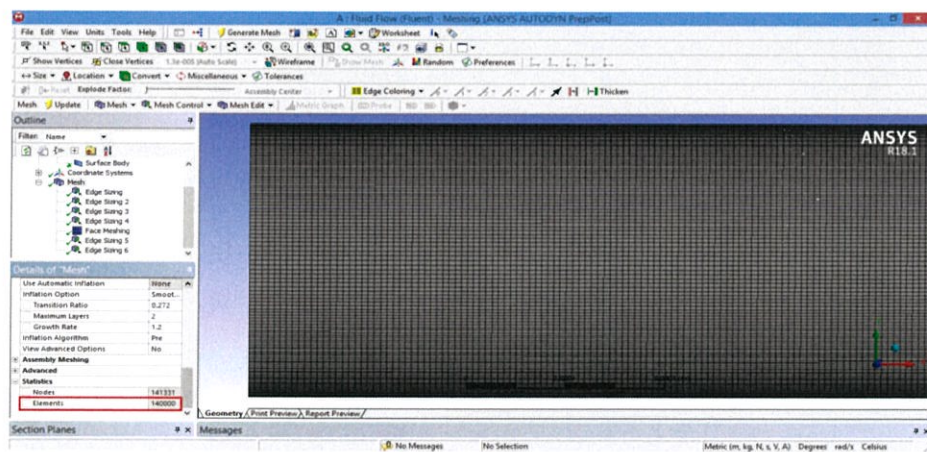 A : Fluid Flow (Fluent) - Meshing [ANSYS AUTODYN PrepPost]
File Edit View Units Tools Help Generate Mesh Worksheet
Show Vertices Close Vertices 1.3e-005 (Auto Scale) Wireframe Show Mesh Random Preferences
Size Location Convert Miscellaneous Tolerances
Reset Explode Factor: Assembly Center Edge Coloring Thicken
Mesh Update Mesh Mesh Control Mesh Edit Metric Graph Probe
Outline
Filter: Name
Surface Body
Coordinate Systems
Mesh
Edge Sizing
Edge Sizing 2
Edge Sizing 3
Edge Sizing 4
Face Meshing
Edge Sizing 5
Edge Sizing 6
ANSYS
R18.1
Details of "Mesh"
Use Automatic Inflation None
Inflation Option Smoot...
Transition Ratio 0.272
Maximum Layers 2
Growth Rate 1.2
Inflation Algorithm Pre
View Advanced Options No
Assembly Meshing
Advanced
Statistics
Nodes 141331
Elements 140000
Geometry Print Preview Report Preview
Section Planes Messages
No Messages No Selection Metric (m, kg, N, s, V, A) Degrees rad/s Celsius